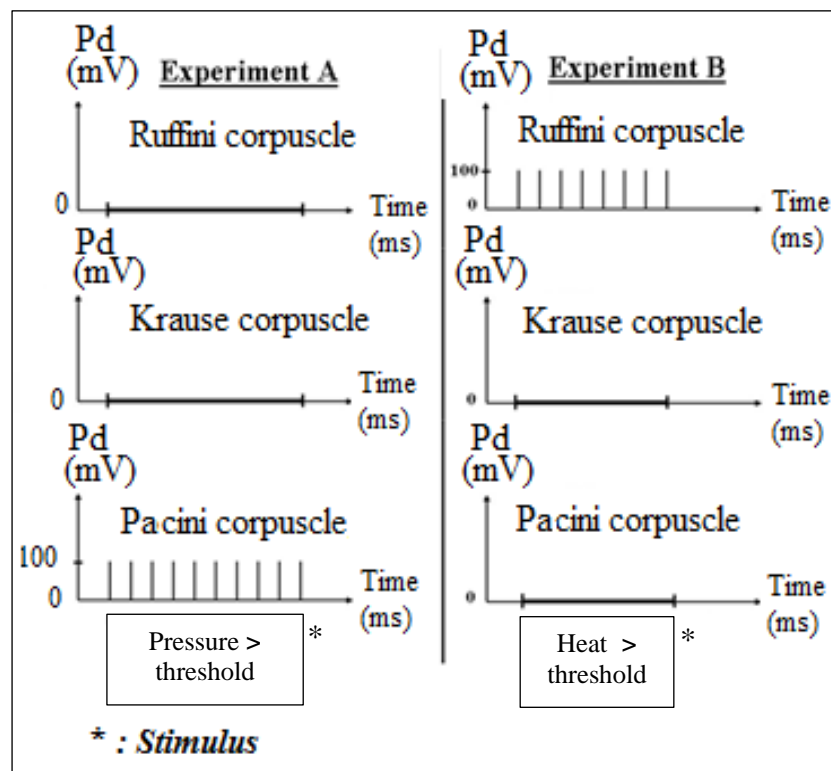 Pd
(mV)
Experiment A
Ruffini corpuscle
0
Time
(ms)
Pd
(mV)
Krause corpuscle
0
Time
(ms)
Pd
(mV)
Pacini corpuscle
100
0
Time
(ms)
Pressure >
threshold
*
Pd
(mV)
Experiment B
Ruffini corpuscle
100
0
Time
(ms)
Pd
(mV)
Krause corpuscle
0
Time
(ms)
Pd
(mV)
Pacini corpuscle
0
Time
(ms)
Heat >
threshold
*
* : Stimulus